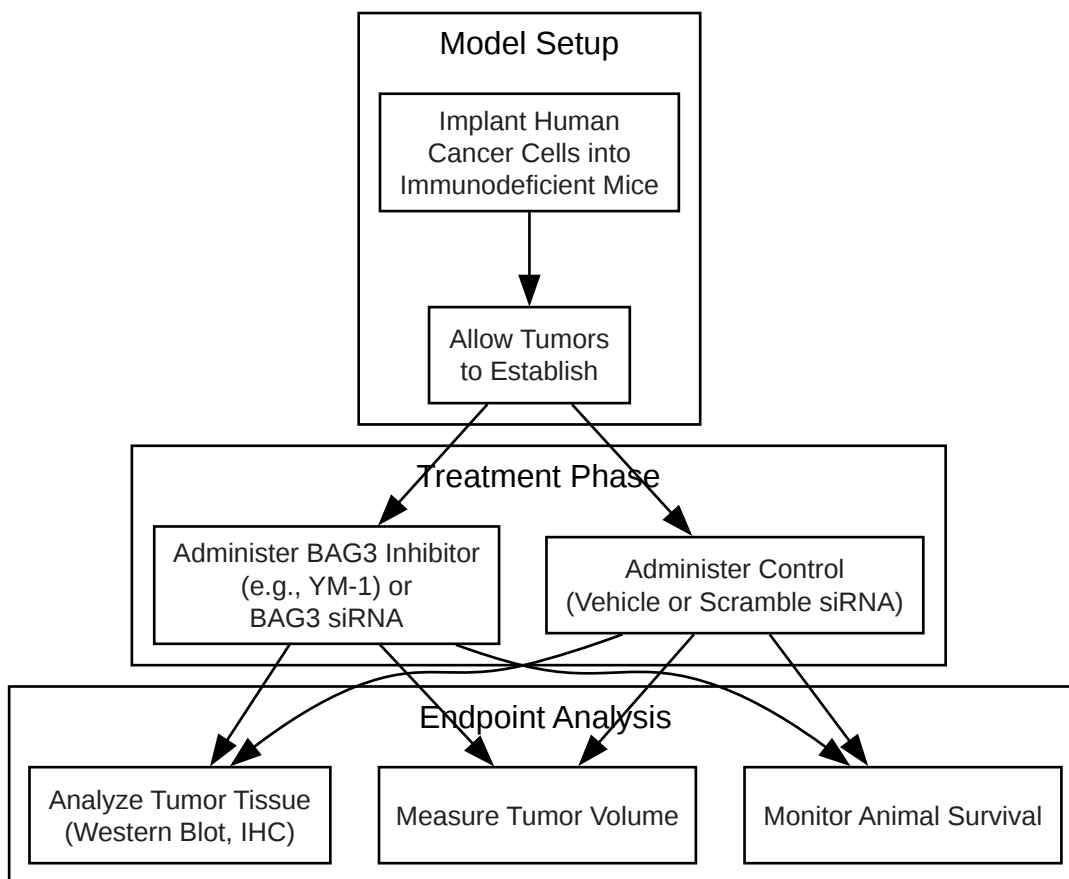 Model Setup
Implant Human
Cancer Cells into
Immunodeficient Mice
Allow Tumors
to Establish
Treatment Phase
Administer BAG3 Inhibitor
(e.g., YM-1) or
BAG3 siRNA
Administer Control
(Vehicle or Scramble siRNA)
Endpoint Analysis
Analyze Tumor Tissue
(Western Blot, IHC)
Measure Tumor Volume
Monitor Animal Survival